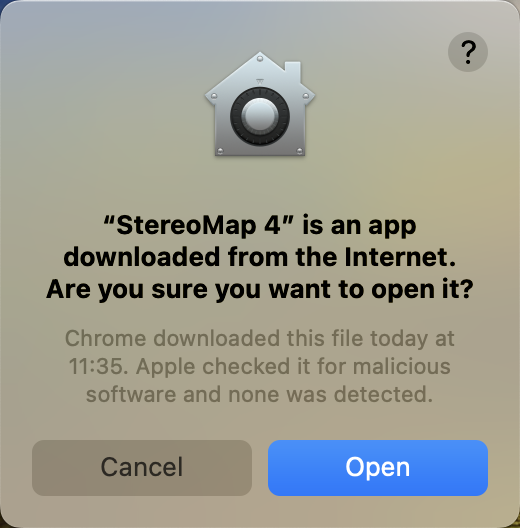 ?
“StereoMap 4” is an app
downloaded from the Internet.
Are you sure you want to open it?
Chrome downloaded this file today at
11:35. Apple checked it for malicious
software and none was detected.
Cancel
Open